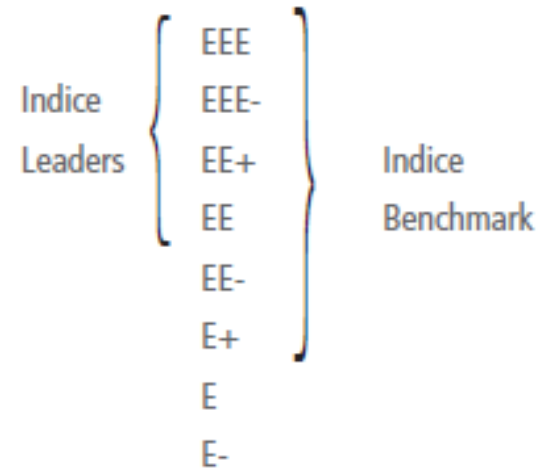 EEE
Indice EEE-
Leaders EE+ Indice
EE Benchmark
EE-
E+
E
E-